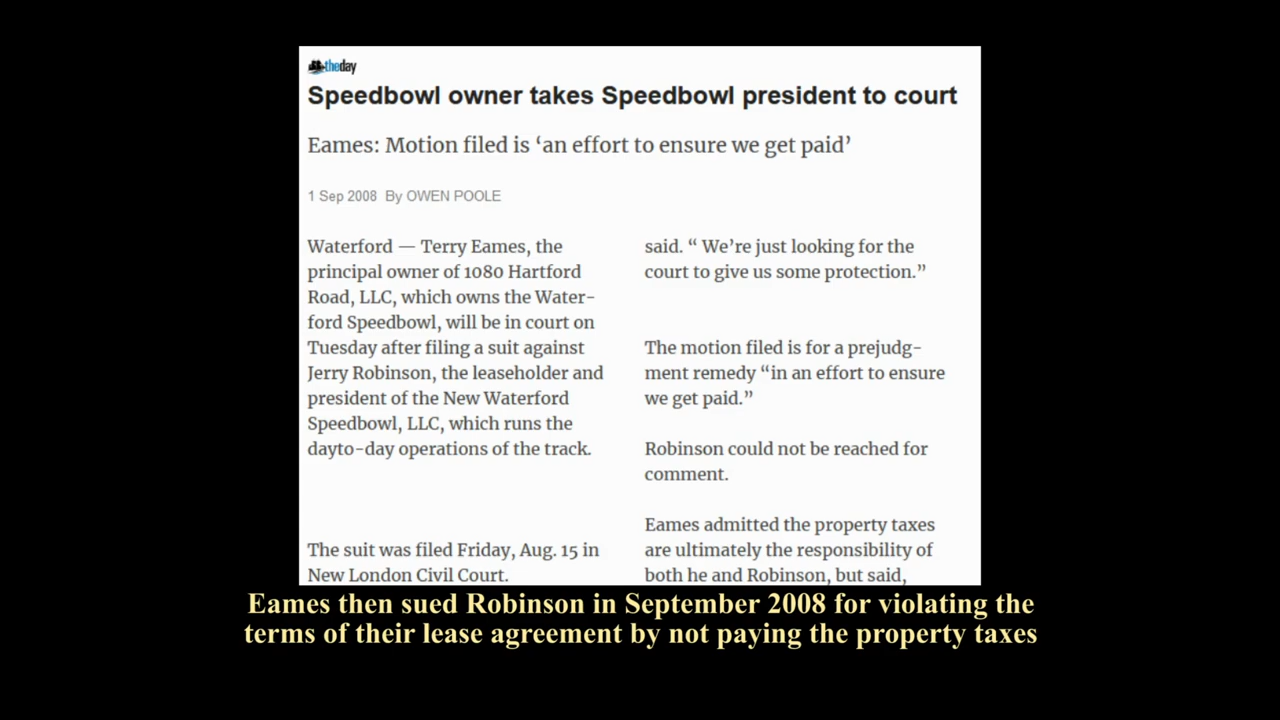 theday
Speedbowl owner takes Speedbowl president to court
Eames: Motion filed is ‘an effort to ensure we get paid’
1 Sep 2008 By OWEN POOLE
Waterford — Terry Eames, the
principal owner of 1080 Hartford
Road, LLC, which owns the Water-
ford Speedbowl, will be in court on
Tuesday after filing a suit against
Jerry Robinson, the leaseholder and
president of the New Waterford
Speedbowl, LLC, which runs the
dayto-day operations of the track.
The suit was filed Friday, Aug. 15 in
New London Civil Court.
said. “ We’re just looking for the
court to give us some protection.”
The motion filed is for a prejudg-
ment remedy “in an effort to ensure
we get paid.”
Robinson could not be reached for
comment.
Eames admitted the property taxes
are ultimately the responsibility of
both he and Robinson, but said,
Eames then sued Robinson in September 2008 for violating the
terms of their lease agreement by not paying the property taxes